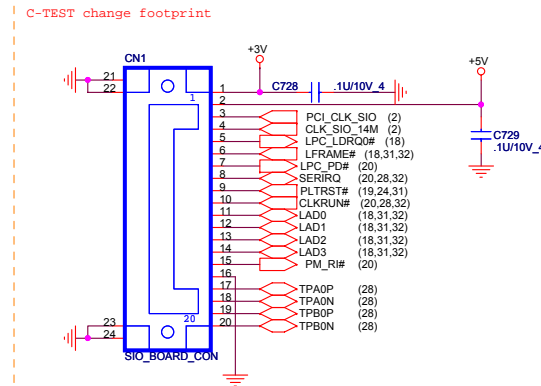 C-TEST change footprint
+3V
CN1
+5V
21
22
1
1
C728
.1U/10V_4
2
3 PCI_CLK_SIO (2)
4 CLK_SIO_14M (2)
5 LPC_LDRQ0# (18)
6 LFRAME# (18,31,32)
7 LPC_PD# (20)
8 SERIRQ (20,28,32)
9 PLTRST# (19,24,31)
10 CLKRUN# (20,28,32)
11 LAD0 (18,31,32)
12 LAD1 (18,31,32)
13 LAD2 (18,31,32)
14 LAD3 (18,31,32)
15 PM_RI# (20)
16
17 TPA0P (28)
18 TPA0N (28)
19 TPB0P (28)
20 TPB0N (28)
C729
.1U/10V_4
20
23
24
SIO_BOARD_CON